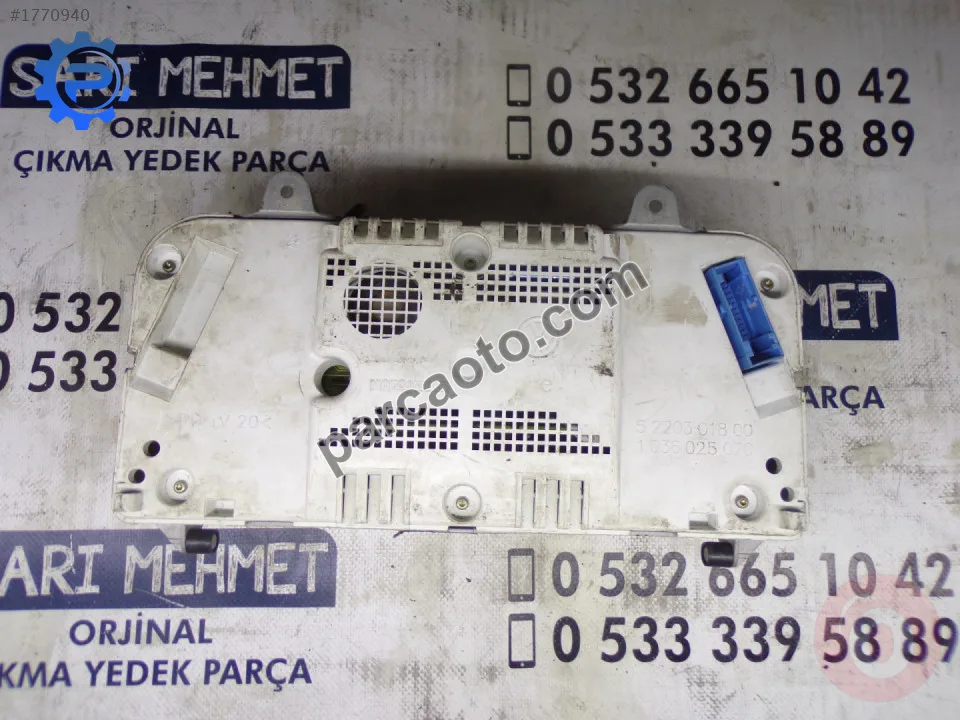 #1770940
SARI MEHMET
ORJİNAL
ÇIKMA YEDEK PARÇA
0 532 665 10 42
0 533 339 58 89
0 532
0 533
MET
PARÇA
parcaoto.com
5 2203 018 00
1 036 025 070
ARI MEHMET
ORJİNAL
IKMA YEDEK PARÇA
0 532 665 10 42
0 533 339 58 89